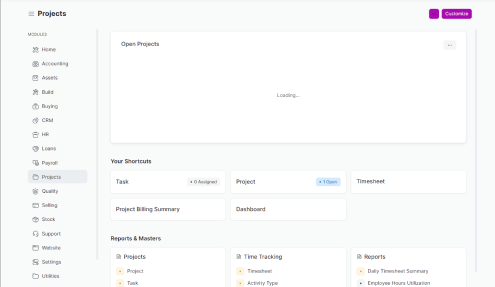 Projects
Customize
MODULES
Home
Accounting
Assets
Build
Buying
CRM
HR
Loans
Payroll
Projects
Quality
Selling
Stock
Support
Website
Settings
Utilities
Open Projects
...
Loading...
Your Shortcuts
Task
0 Assigned
Project
1 Open
Timesheet
Project Billing Summary
Dashboard
Reports & Masters
Projects
Project
Task
Time Tracking
Timesheet
Activity Type
Reports
Daily Timesheet Summary
Employee Hours Utilization